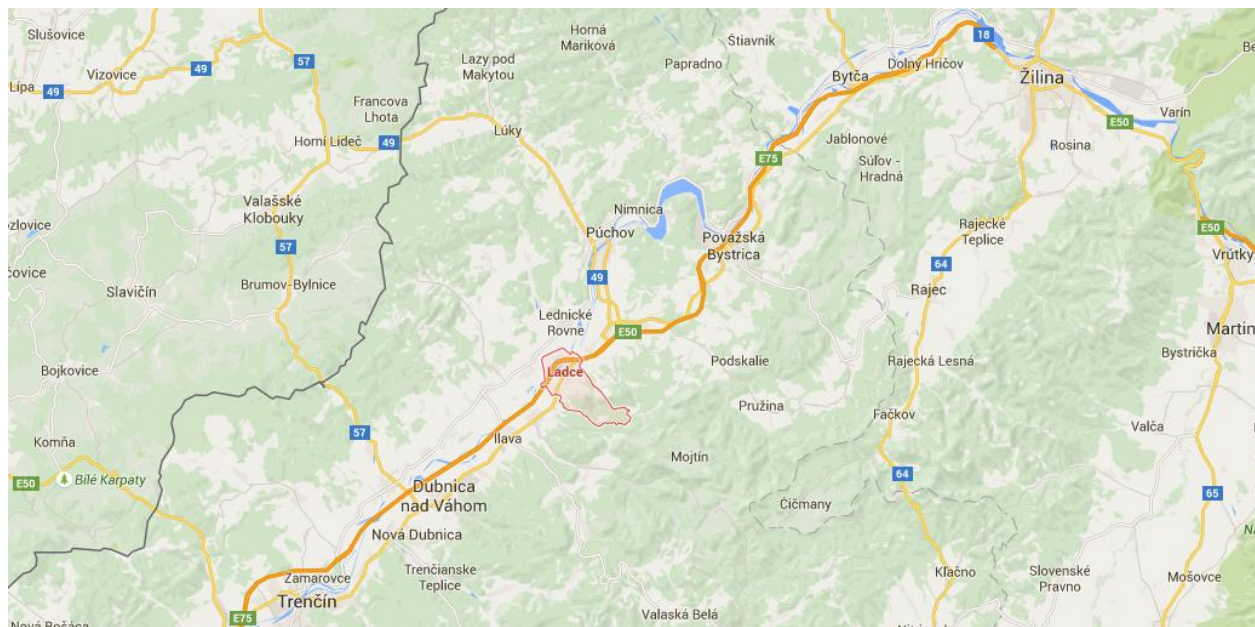 Slušovice
Vizovice
Lípa
49
49
57
Francova
Lhota
Horní Lideč
49
Lazy pod
Makytou
Horná
Mariková
Papradno
Štiavnik
Bytča
Dolný Hričov
18
Žilina
Varín
E50
Rosina
Lúky
E75
Jablonové
Súľov -
Hradná
Valašské
Klobouky
57
Slavičín
Brumov-Bylnice
Nimnica
Púchov
49
Považská
Bystrica
Rajecké
Teplice
64
Rajec
E50
Vrútky
Martin
Lednické
Rovne
E50
Ladce
Podskalie
Rajecká Lesná
Bystrička
Bojkovice
Pružina
Fačkov
Valča
Komňa
57
Ilava
Mojtín
64
E50
Bílé Karpaty
Dubnica
nad Váhom
Čičmany
65
Nová Dubnica
Zamarovce
Trenčianske
Teplice
Kľačno
Slovenské
Pravno
Mošovce
E75
Trenčín
Valaská Belá